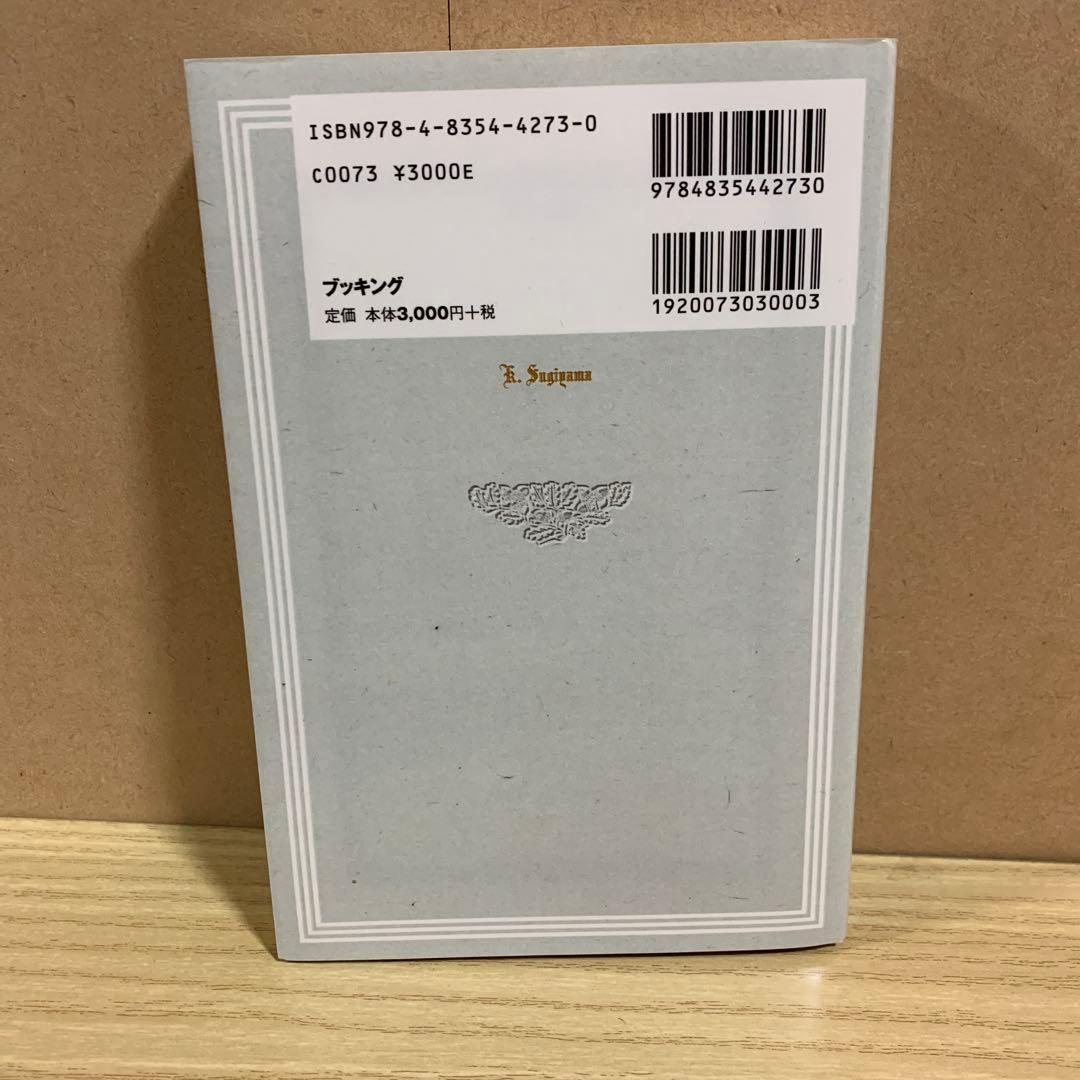 ISBN978-4-8354-4273-0
C0073 ¥3000E
9784835442730
1920073030003
ブッキング
定価 本体3,000円+税
K. Sugiyama